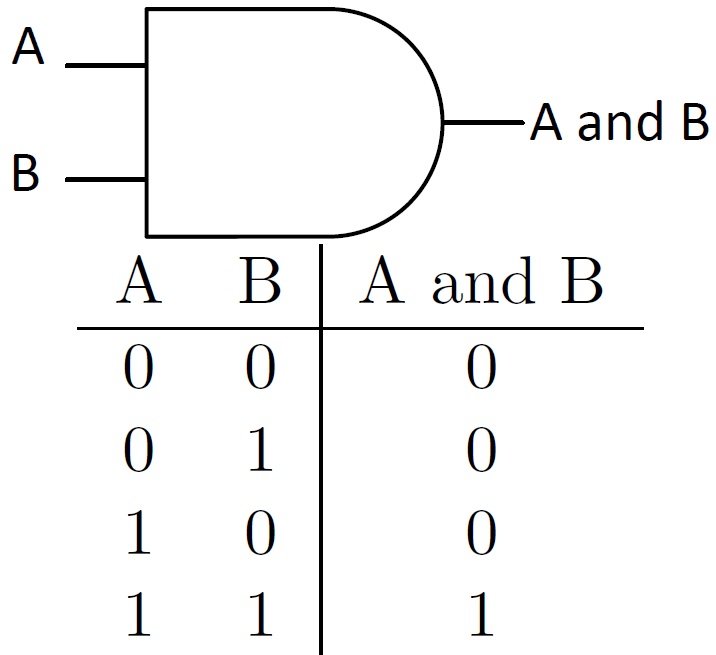 A
A and B
B
A B A and B
0 0 0
0 1 0
1 0 0
1 1 1